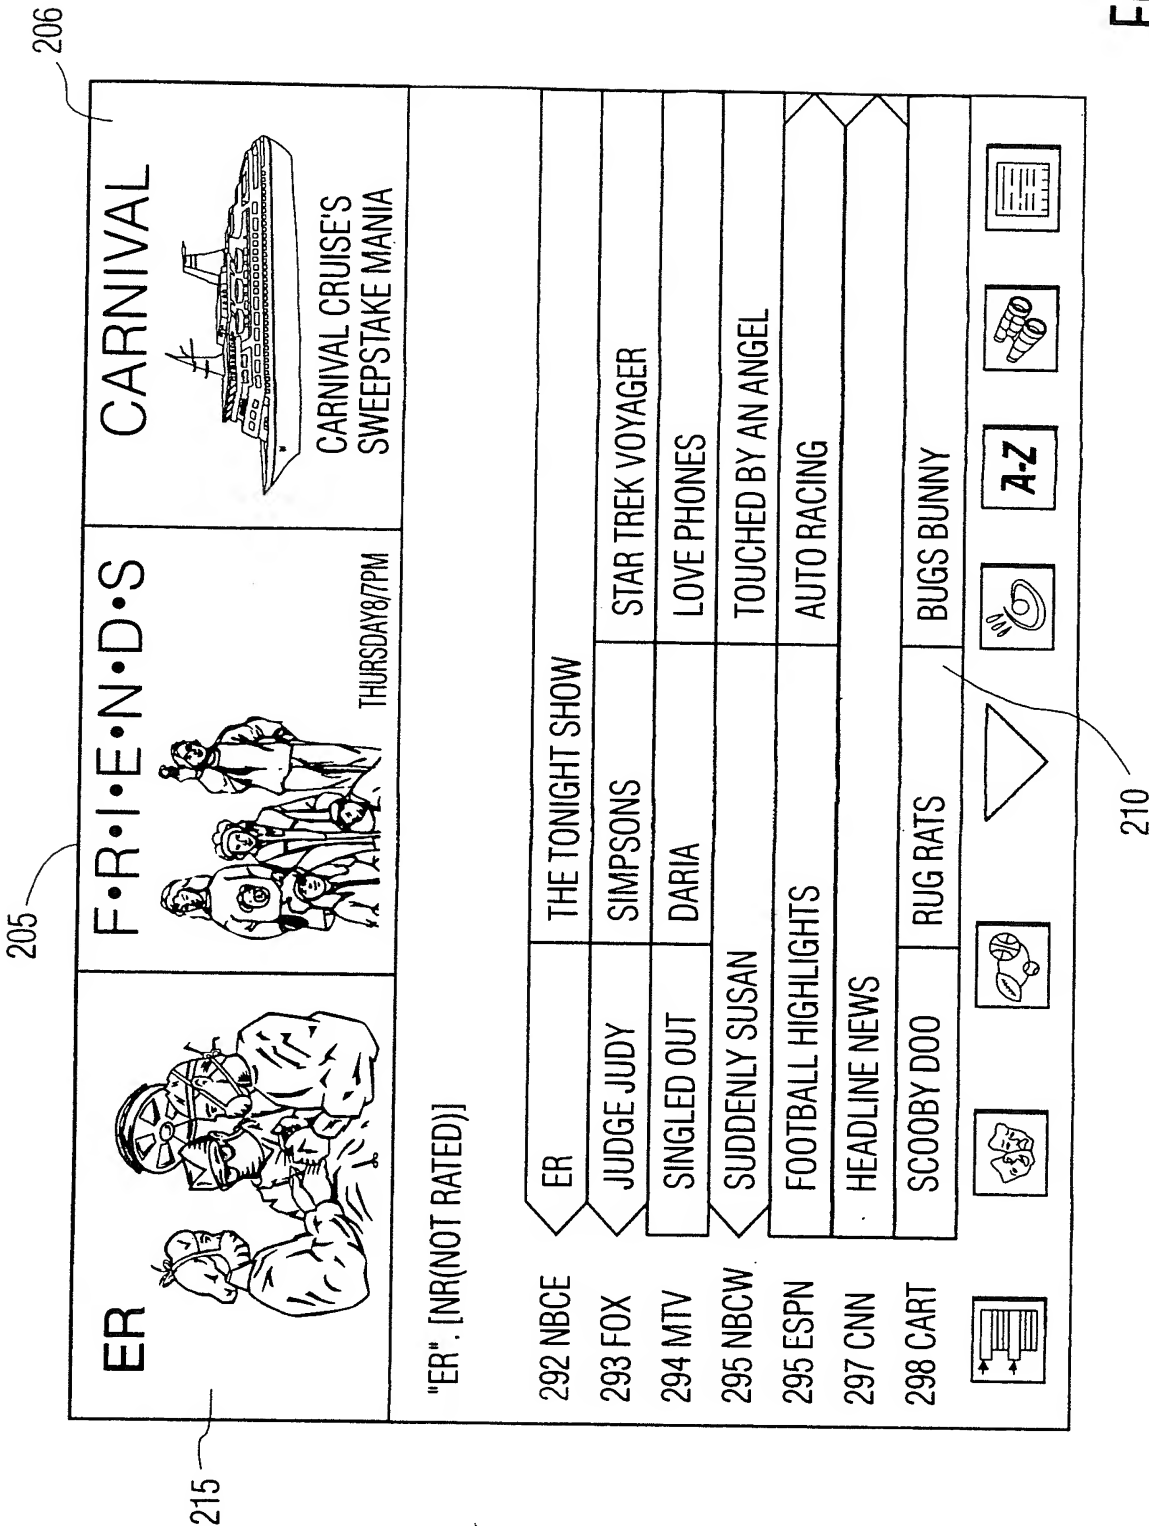 205
206
215
ER
F•R•I•E•N•D•S
THURSDAY8/7PM
CARNIVAL
CARNIVAL CRUISE'S
SWEEPSTAKE MANIA
"ER". [NR(NOT RATED)]
292 NBCE ER THE TONIGHT SHOW
293 FOX JUDGE JUDY SIMPSONS STAR TREK VOYAGER
294 MTV SINGLED OUT DARIA LOVE PHONES
295 NBCW SUDDENLY SUSAN TOUCHED BY AN ANGEL
295 ESPN FOOTBALL HIGHLIGHTS AUTO RACING
297 CNN HEADLINE NEWS
298 CART SCOOBY DOO RUG RATS BUGS BUNNY
A-Z
210